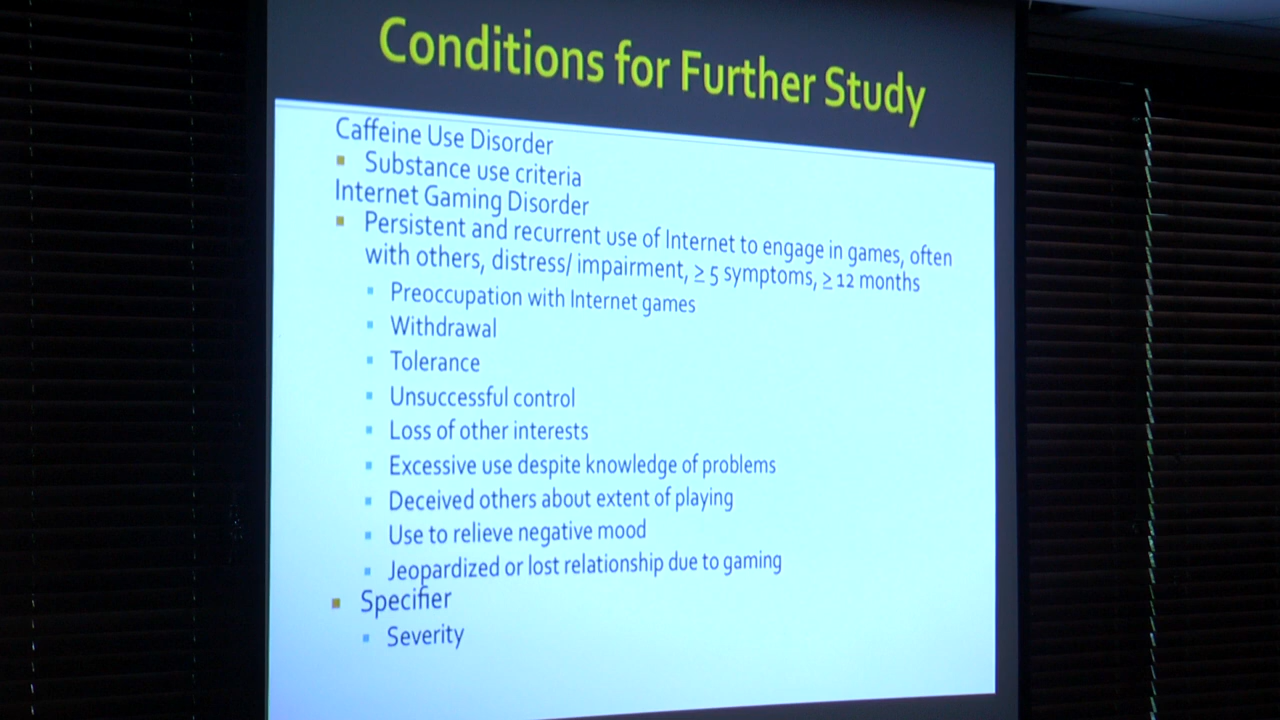 Conditions for Further Study
Caffeine Use Disorder
Substance use criteria
Internet Gaming Disorder
Persistent and recurrent use of Internet to engage in games, often
with others, distress/ impairment, ≥ 5 symptoms, ≥ 12 months
Preoccupation with Internet games
Withdrawal
Tolerance
Unsuccessful control
Loss of other interests
Excessive use despite knowledge of problems
Deceived others about extent of playing
Use to relieve negative mood
Jeopardized or lost relationship due to gaming
Specifier
Severity